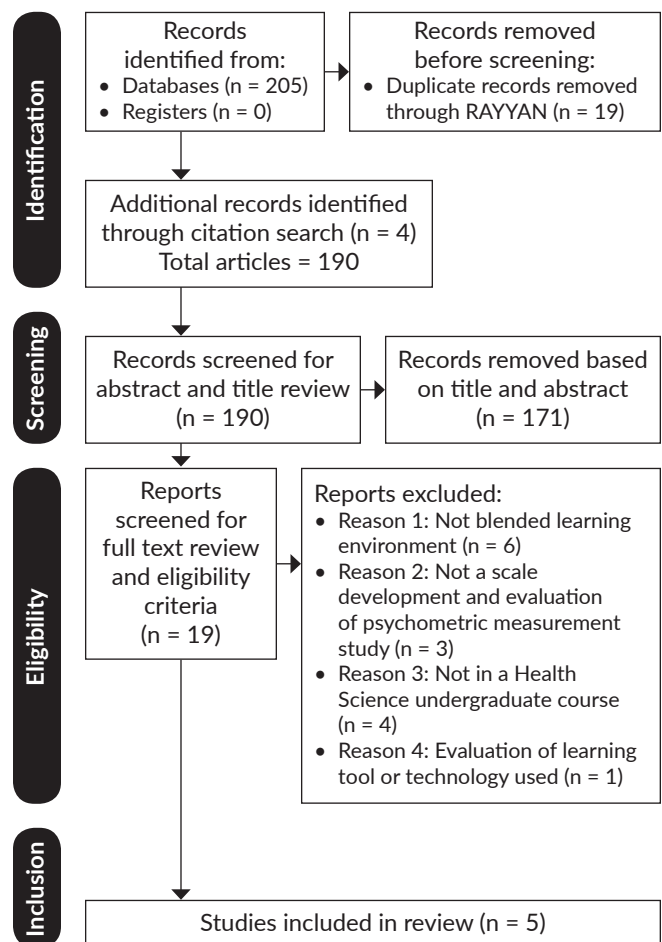 Identification
Records
identified from:
• Databases (n = 205)
• Registers (n = 0)
Records removed
before screening:
• Duplicate records removed
through RAYYAN (n = 19)
Additional records identified
through citation search (n = 4)
Total articles = 190
Screening
Records screened for
abstract and title review
(n = 190)
Records removed based
on title and abstract
(n = 171)
Eligibility
Reports
screened for
full text review
and eligibility
criteria
(n = 19)
Reports excluded:
• Reason 1: Not blended learning
environment (n = 6)
• Reason 2: Not a scale
development and evaluation
of psychometric measurement
study (n = 3)
• Reason 3: Not in a Health
Science undergraduate course
(n = 4)
• Reason 4: Evaluation of learning
tool or technology used (n = 1)
Inclusion
Studies included in review (n = 5)